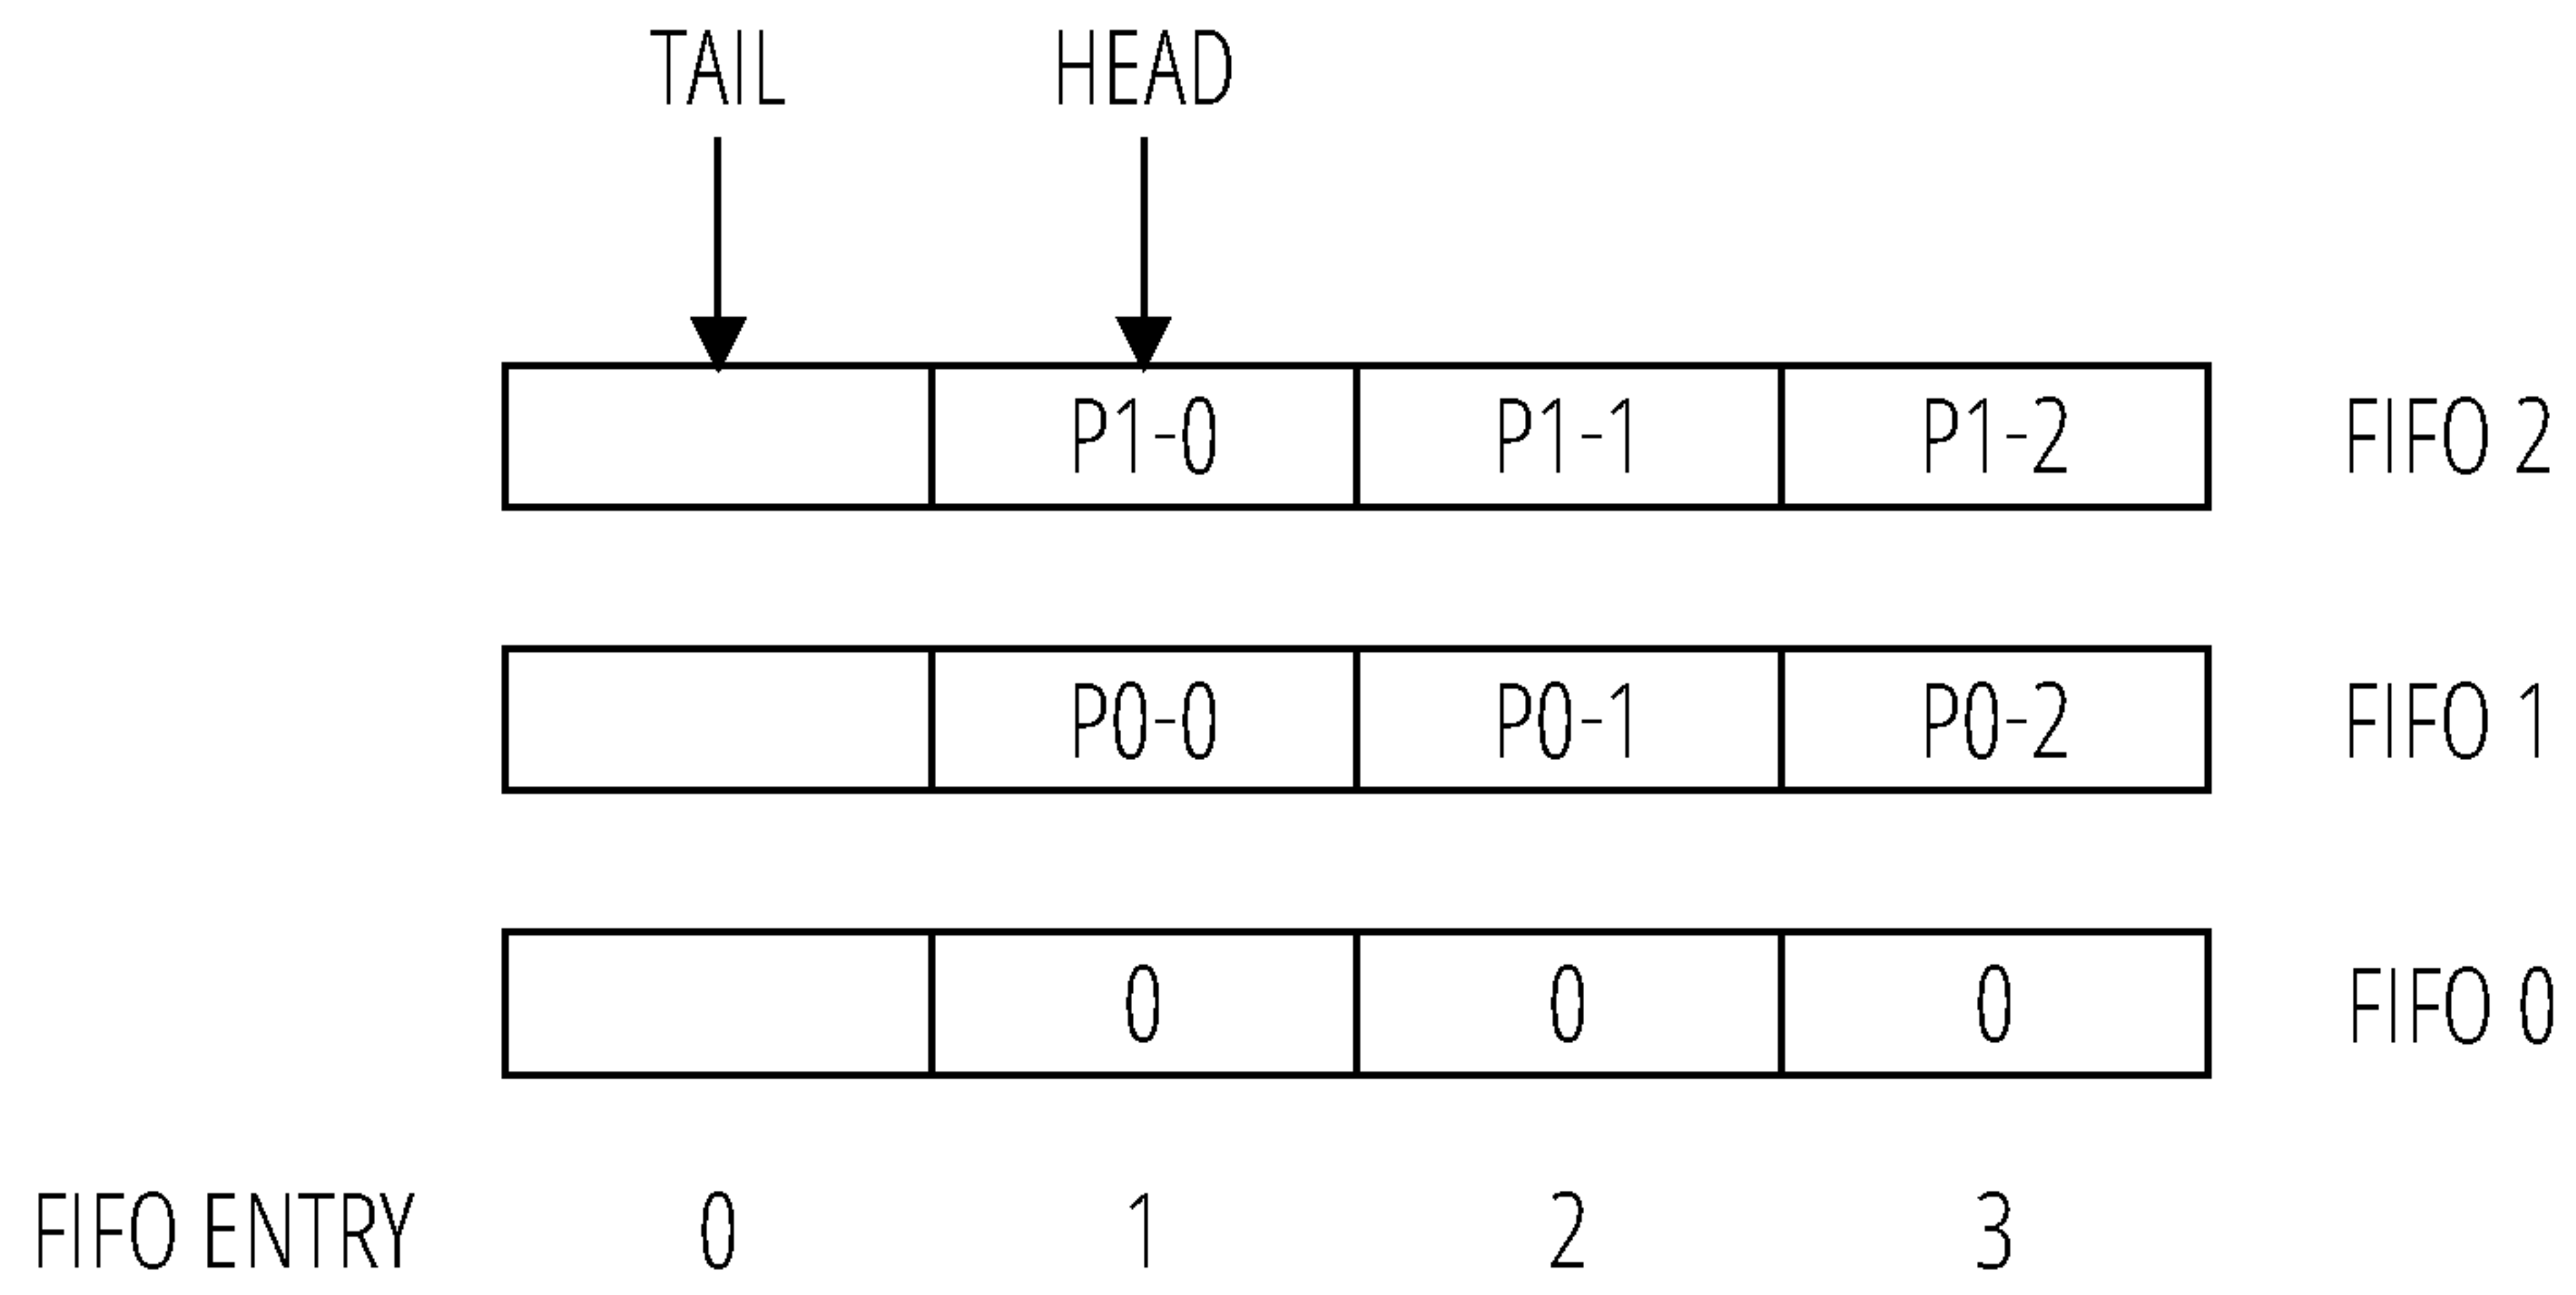 TAIL HEAD
P1-0 P1-1 P1-2 FIFO 2
P0-0 P0-1 P0-2 FIFO 1
0 0 0 FIFO 0
FIFO ENTRY 0 1 2 3